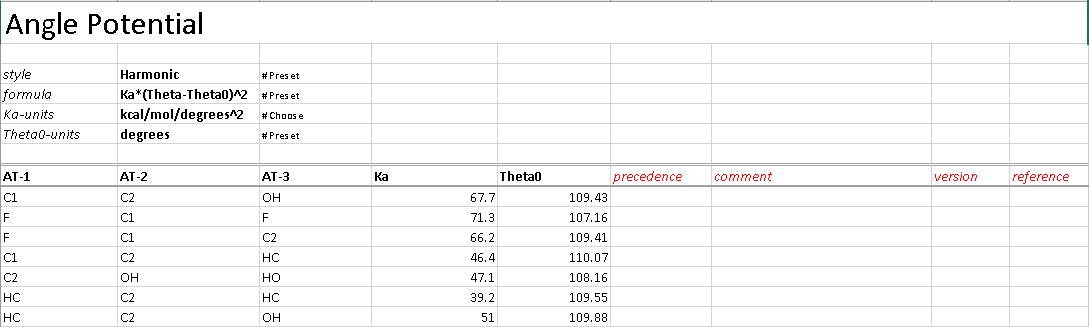 Angle Potential
style Harmonic #Preset
formula Ka*(Theta-Theta0)^2 #Preset
Ka-units kcal/mol/degrees^2 #Choose
Theta0-units degrees #Preset
AT-1 AT-2 AT-3 Ka Theta0 precedence comment version reference
C1 C2 OH 67.7 109.43
F C1 F 71.3 107.16
F C1 C2 66.2 109.41
C1 C2 HC 46.4 110.07
C2 OH HO 47.1 108.16
HC C2 HC 39.2 109.55
HC C2 OH 51 109.88